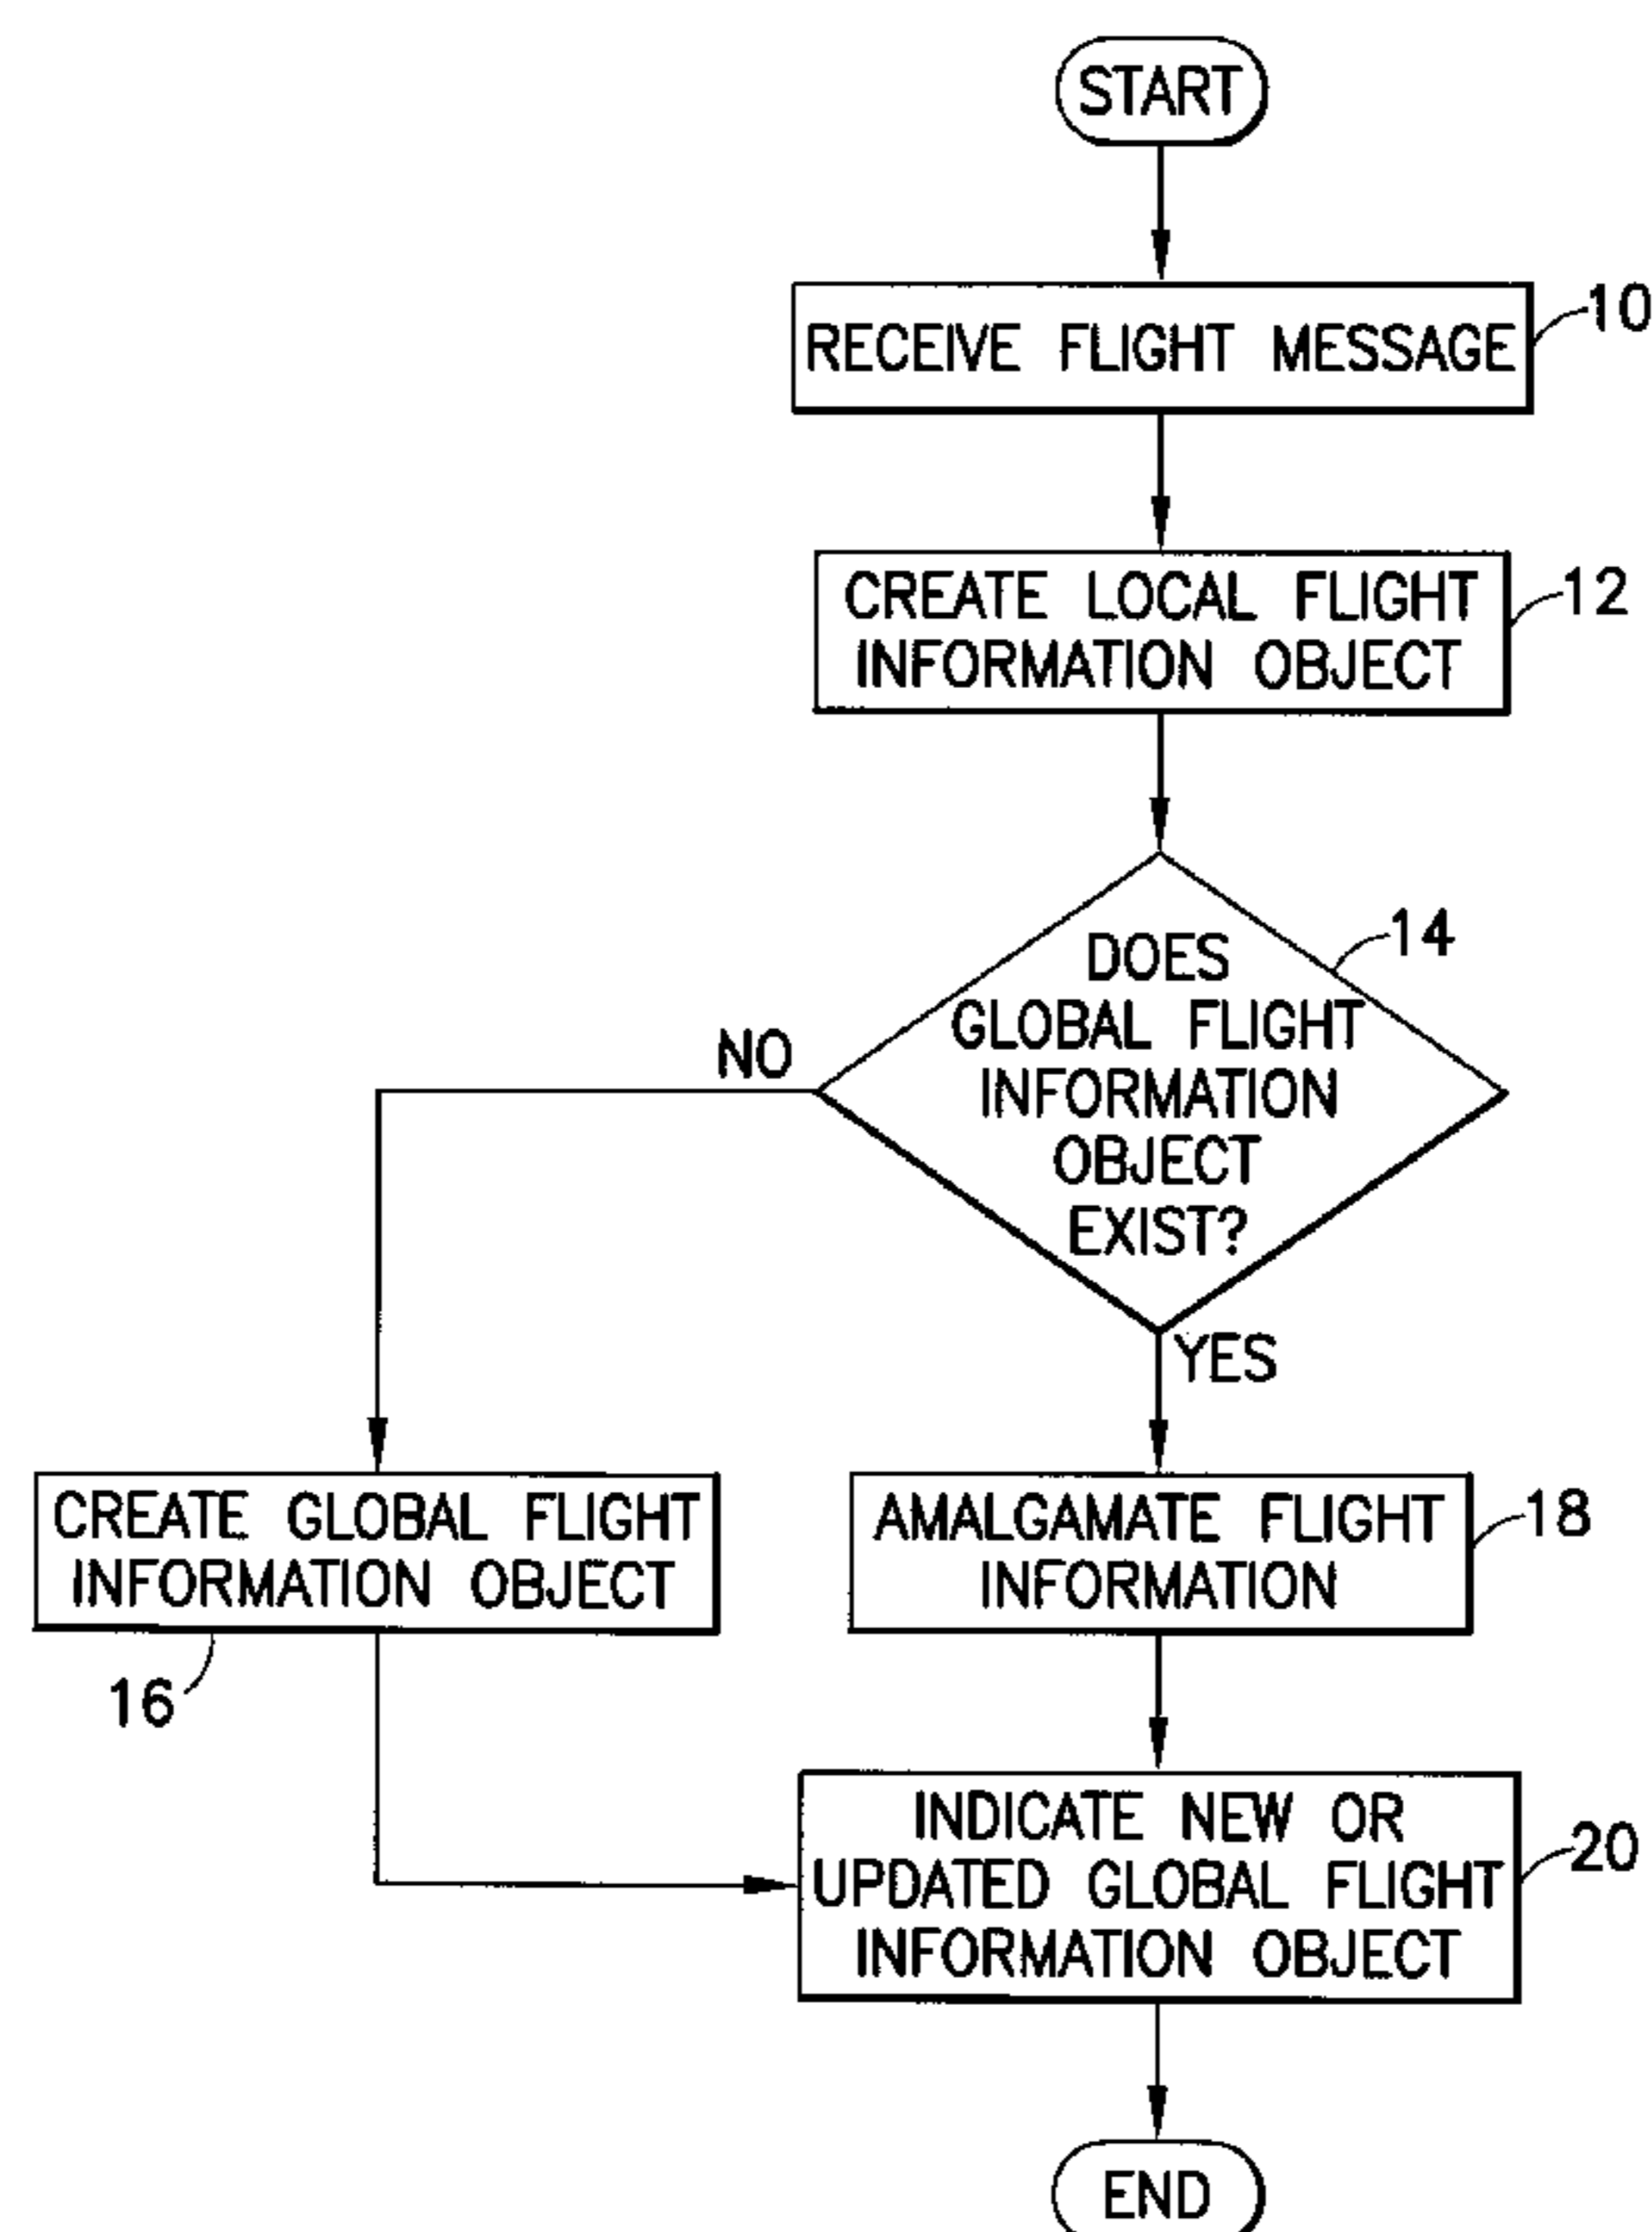 START
RECEIVE FLIGHT MESSAGE
10
CREATE LOCAL FLIGHT
INFORMATION OBJECT
12
DOES
GLOBAL FLIGHT
INFORMATION
OBJECT
EXIST?
14
NO
YES
CREATE GLOBAL FLIGHT
INFORMATION OBJECT
16
AMALGAMATE FLIGHT
INFORMATION
18
INDICATE NEW OR
UPDATED GLOBAL FLIGHT
INFORMATION OBJECT
20
END